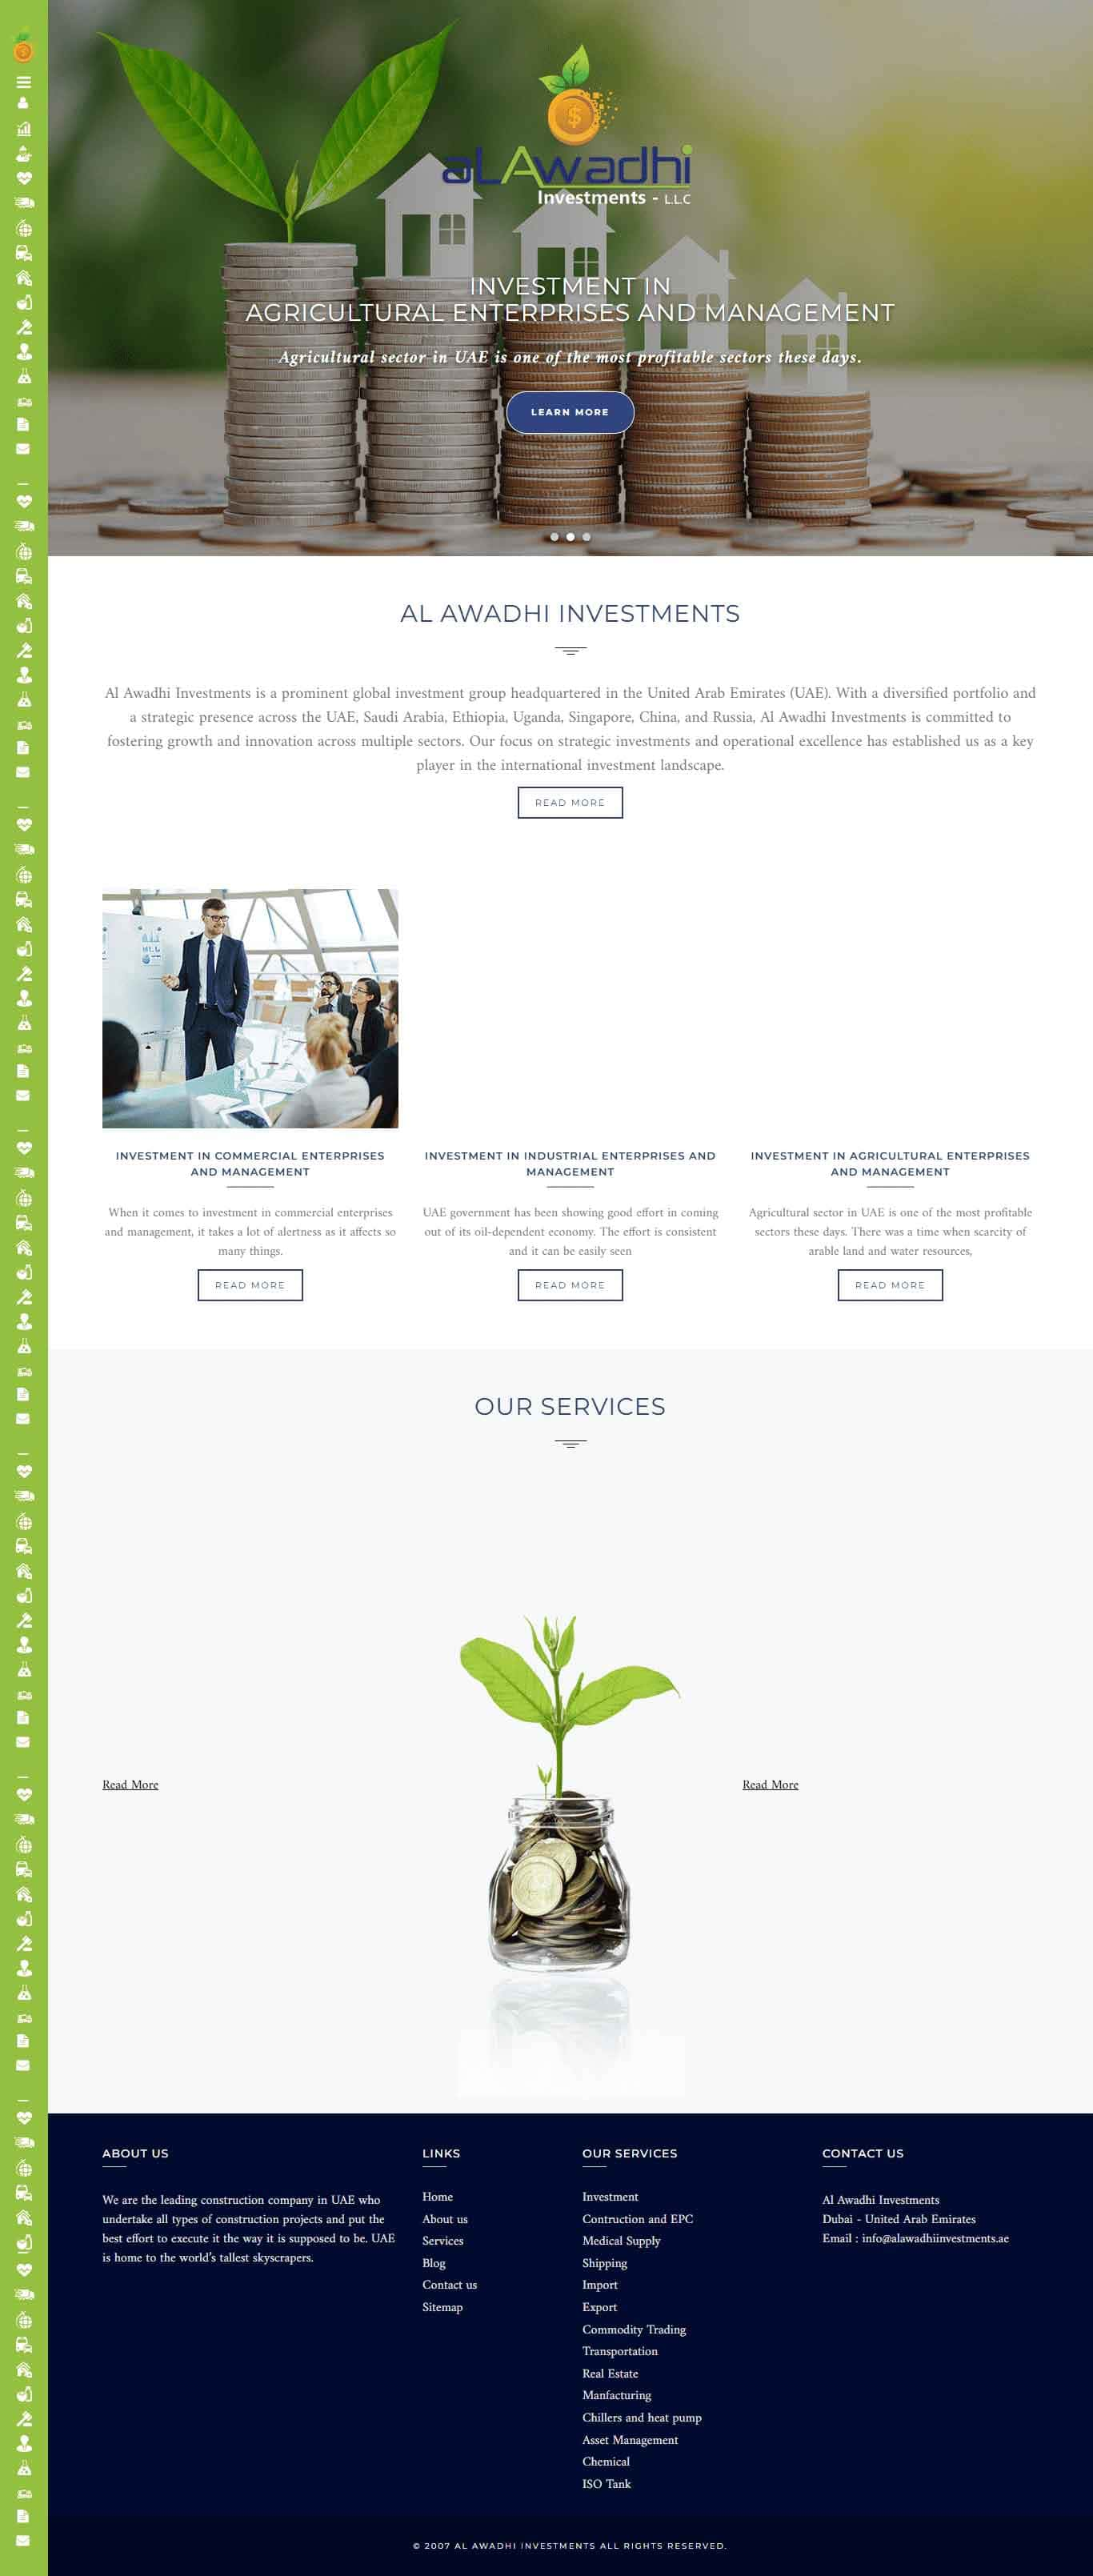 aLAwadhi
Investments - LLC
INVESTMENT IN
AGRICULTURAL ENTERPRISES AND MANAGEMENT
Agricultural sector in UAE is one of the most profitable sectors these days.
LEARN MORE
AL AWADHI INVESTMENTS
Al Awadhi Investments is a prominent global investment group headquartered in the United Arab Emirates (UAE). With a diversified portfolio and
a strategic presence across the UAE, Saudi Arabia, Ethiopia, Uganda, Singapore, China, and Russia, Al Awadhi Investments is committed to
fostering growth and innovation across multiple sectors. Our focus on strategic investments and operational excellence has established us as a key
player in the international investment landscape.
READ MORE
INVESTMENT IN COMMERCIAL ENTERPRISES
AND MANAGEMENT
When it comes to investment in commercial enterprises
and management, it takes a lot of alertness as it affects so
many things.
READ MORE
INVESTMENT IN INDUSTRIAL ENTERPRISES AND
MANAGEMENT
UAE government has been showing good effort in coming
out of its oil-dependent economy. The effort is consistent
and it can be easily seen
READ MORE
INVESTMENT IN AGRICULTURAL ENTERPRISES
AND MANAGEMENT
Agricultural sector in UAE is one of the most profitable
sectors these days. There was a time when scarcity of
arable land and water resources,
READ MORE
OUR SERVICES
Read More
Read More
ABOUT US
We are the leading construction company in UAE who
undertake all types of construction projects and put the
best effort to execute it the way it is supposed to be. UAE
is home to the world's tallest skyscrapers.
LINKS
Home
About us
Services
Blog
Contact us
Sitemap
OUR SERVICES
Investment
Contruction and EPC
Medical Supply
Shipping
Import
Export
Commodity Trading
Transportation
Real Estate
Manfacturing
Chillers and heat pump
Asset Management
Chemical
ISO Tank
CONTACT US
Al Awadhi Investments
Dubai - United Arab Emirates
Email : info@alawadhiinvestments.ae
© 2007 AL AWADHI INVESTMENTS ALL RIGHTS RESERVED.